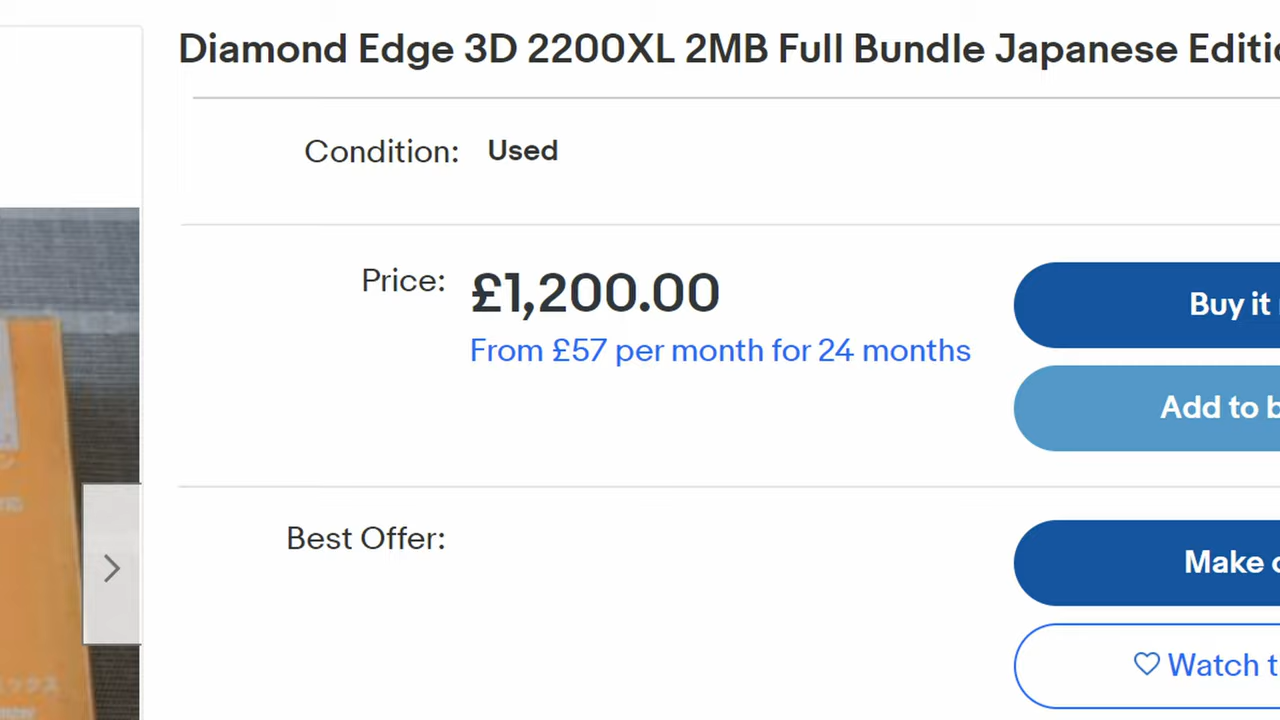 Diamond Edge 3D 2200XL 2MB Full Bundle Japanese
Condition: Used
Price: £1,200.00
Buy it
From £57 per month for 24 months
Add to
Best Offer:
Make
Watch